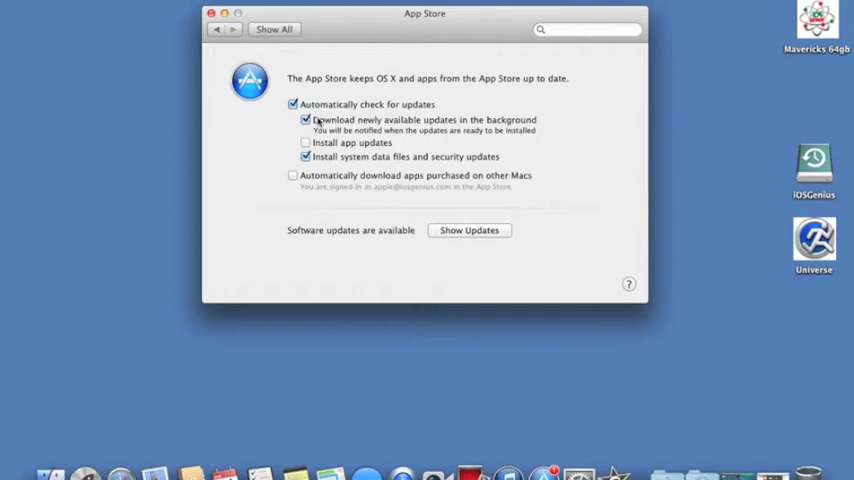 App Store
Show All
Mavericks 64gb
The App Store keeps OS X and apps from the App Store up to date.
Automatically check for updates
Download newly available updates in the background
You will be notified when the updates are ready to be installed
Install app updates
Install system data files and security updates
Automatically download apps purchased on other Macs
You are signed in as apple@iosgenius.com in the App Store
iOSGenius
Software updates are available
Show Updates
Universe
?